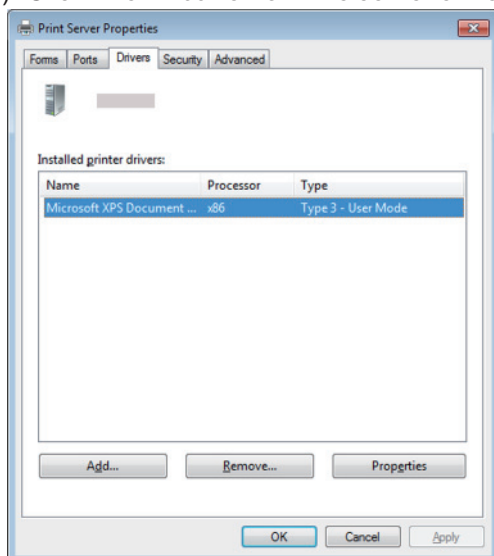 Print Server Properties
Forms Ports Drivers Security Advanced
Installed printer drivers:
Name Processor Type
Microsoft XPS Document ... x86 Type 3 - User Mode
Add... Remove... Properties
OK Cancel Apply